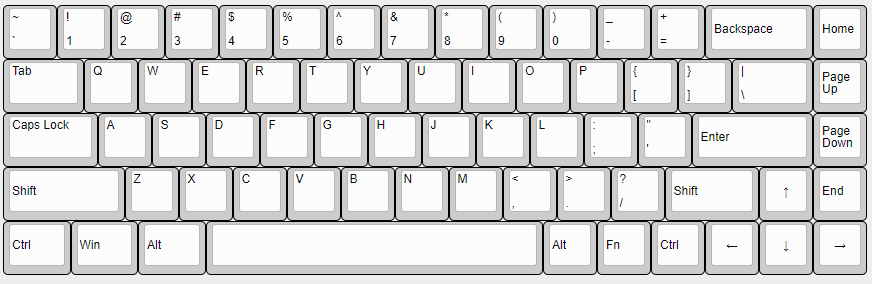 ~ ! @ # $ % ^ & * ( ) _ +
` 1 2 3 4 5 6 7 8 9 0 - = Backspace Home
Tab Q W E R T Y U I O P { } | Page
[ ] \ Up
Caps Lock A S D F G H J K L : " Enter Page
; ' Down
Shift Z X C V B N M < > ? Shift ↑ End
, . /
Ctrl Win Alt Alt Fn Ctrl ← ↓ →